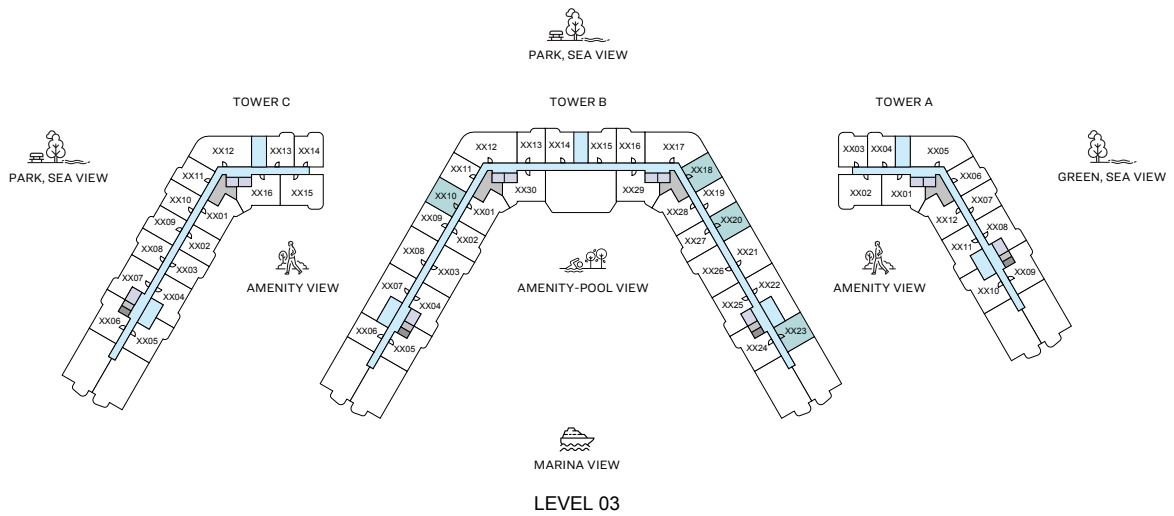 PARK, SEA VIEW
TOWER C
TOWER B
TOWER A
PARK, SEA VIEW
GREEN, SEA VIEW
XX12
XX13
XX14
XX11
XX10
XX09
XX08
XX07
XX06
XX16
XX15
XX01
XX02
XX03
XX04
XX05
AMENITY VIEW
XX12
XX13
XX14
XX15
XX16
XX17
XX11
XX10
XX09
XX08
XX07
XX06
XX30
XX01
XX02
XX03
XX04
XX05
XX29
XX28
XX27
XX26
XX25
XX24
XX18
XX19
XX20
XX21
XX22
XX23
AMENITY-POOL VIEW
AMENITY VIEW
XX03
XX04
XX05
XX02
XX01
XX06
XX07
XX08
XX09
XX12
XX11
XX10
MARINA VIEW
LEVEL 03